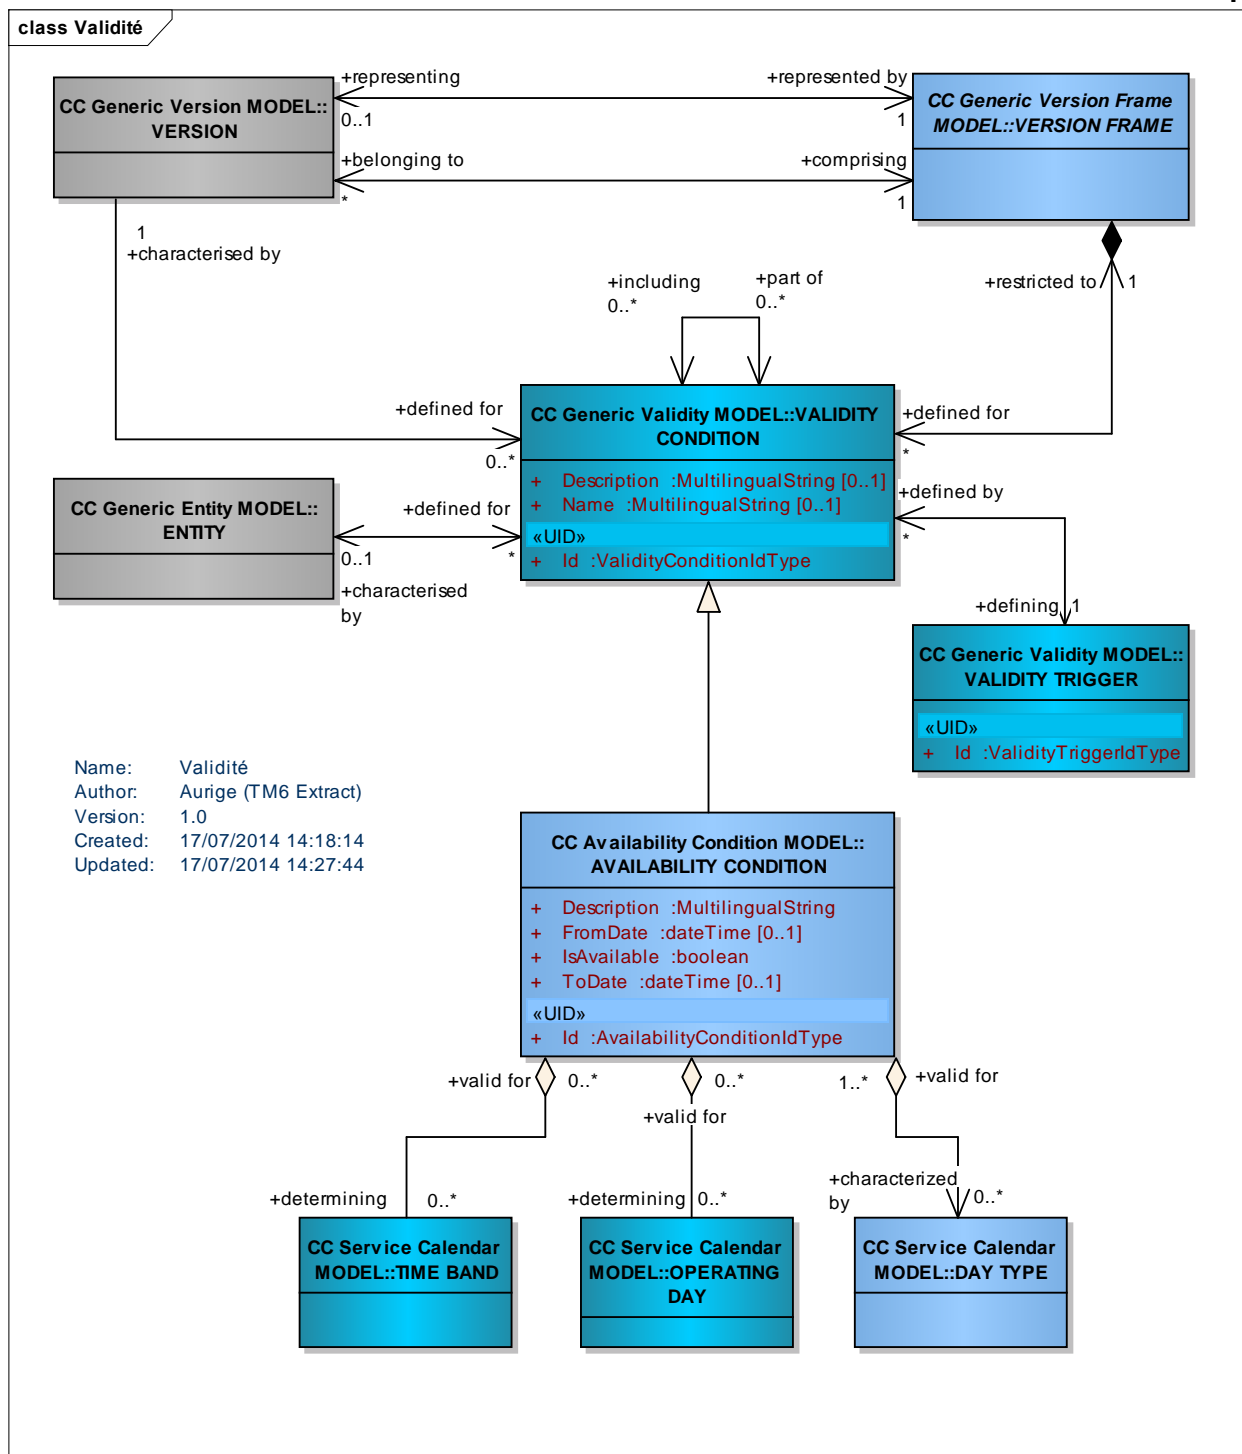 class Validité
CC Generic Version MODEL::
VERSION
+representing
0..1
+represented by
1
CC Generic Version Frame
MODEL::VERSION FRAME
+belonging to
*
+comprising
1
1
+characterised by
+including
0..*
+part of
0..*
+restricted to
1
+defined for
0..*
CC Generic Validity MODEL::VALIDITY
CONDITION
+ Description :MultilingualString [0..1]
+ Name :MultilingualString [0..1]
«UID»
+ Id :ValidityConditionIdType
+defined for
*
CC Generic Entity MODEL::
ENTITY
+defined for
*
0..1
+characterised
by
+defined by
*
+defining
1
CC Generic Validity MODEL::
VALIDITY TRIGGER
«UID»
+ Id :ValidityTriggerIdType
Name: Validité
Author: Aurige (TM6 Extract)
Version: 1.0
Created: 17/07/2014 14:18:14
Updated: 17/07/2014 14:27:44
CC Availability Condition MODEL::
AVAILABILITY CONDITION
+ Description :MultilingualString
+ FromDate :dateTime [0..1]
+ IsAvailable :boolean
+ ToDate :dateTime [0..1]
«UID»
+ Id :AvailabilityConditionIdType
+valid for
0..*
0..*
+valid for
1..*
+valid for
+determining
0..*
+determining
0..*
+characterized
by
0..*
CC Service Calendar
MODEL::TIME BAND
CC Service Calendar
MODEL::OPERATING
DAY
CC Service Calendar
MODEL::DAY TYPE